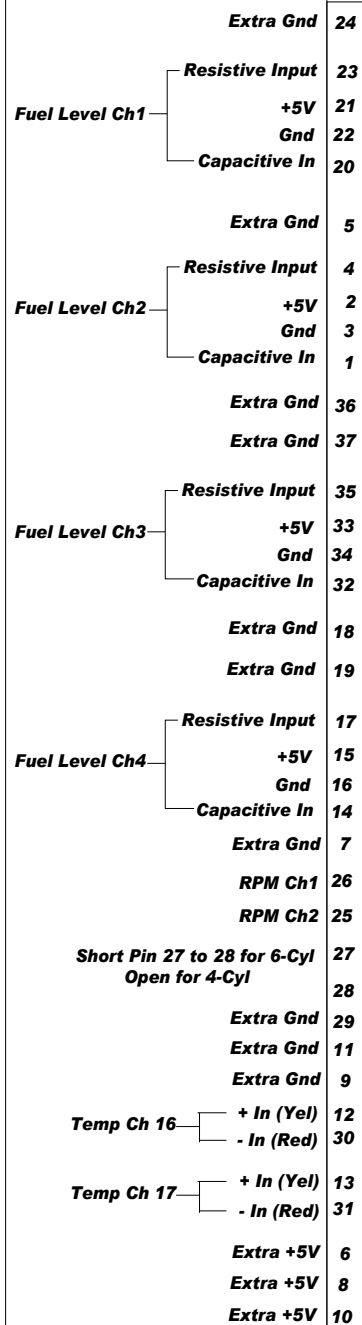 Extra Gnd 24
Resistive Input 23
Fuel Level Ch1
+5V 21
Gnd 22
Capacitive In 20
Extra Gnd 5
Resistive Input 4
Fuel Level Ch2
+5V 2
Gnd 3
Capacitive In 1
Extra Gnd 36
Extra Gnd 37
Resistive Input 35
Fuel Level Ch3
+5V 33
Gnd 34
Capacitive In 32
Extra Gnd 18
Extra Gnd 19
Resistive Input 17
Fuel Level Ch4
+5V 15
Gnd 16
Capacitive In 14
Extra Gnd 7
RPM Ch1 26
RPM Ch2 25
Short Pin 27 to 28 for 6-Cyl 27
Open for 4-Cyl
28
Extra Gnd 29
Extra Gnd 11
Extra Gnd 9
+ In (Yel) 12
Temp Ch 16
- In (Red) 30
+ In (Yel) 13
Temp Ch 17
- In (Red) 31
Extra +5V 6
Extra +5V 8
Extra +5V 10